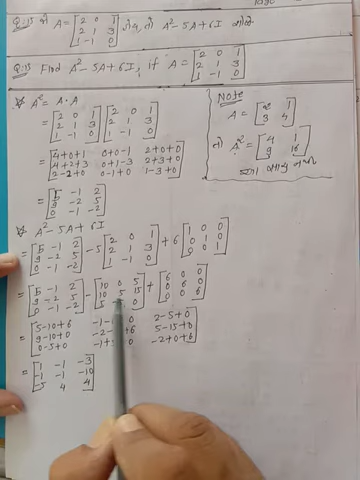 Q:13 A = [2 0 1
2 1 3
1 -1 0] A² - 5A + 6I
Q:13 Find A² - 5A + 6I, if A = [2 0 1
2 1 3
1 -1 0]
A² = A · A
= [2 0 1
2 1 3
1 -1 0] [2 0 1
2 1 3
1 -1 0]
= [4+0+1 0+0-1 2+0+0
4+2+3 0+1-3 2+3+0
2-2+0 0-1+0 1-3+0]
= [5 -1 2
9 -2 5
0 -1 -2]
Note
A = [2 1
3 4]
तो A² = [4 1
9 16]
A² - 5A + 6I
= [5 -1 2
9 -2 5
0 -1 -2] - 5 [2 0 1
2 1 3
1 -1 0] + 6 [1 0 0
0 1 0
0 0 1]
= [5 -1 2
9 -2 5
0 -1 -2] - [10 0 5
10 5 15
5 0] + [6 0 0
0 6 0
0 0 6]
= [5-10+6 0 2-5+0
9-10+0 +6 5-15+0
0-5+0 0 -2+0+6]
= [1 -1 -3
-1 -1 -10
-5 4 4]